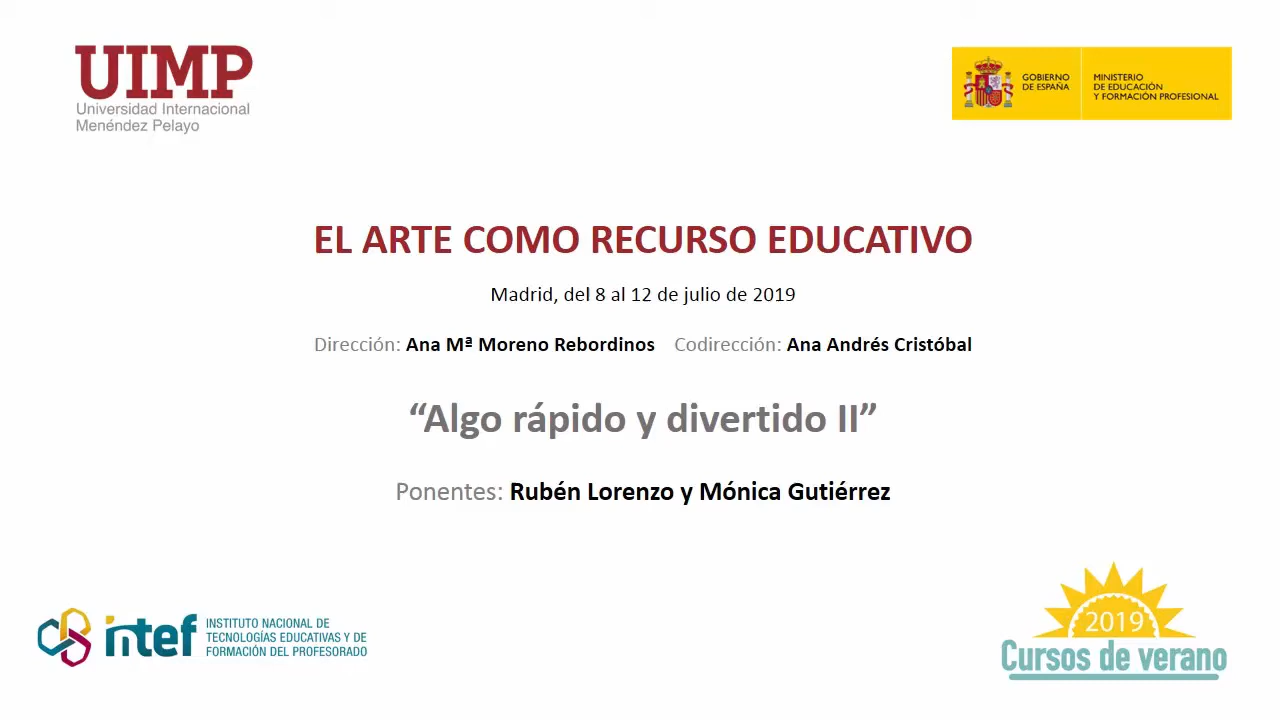 UIMP
Universidad Internacional
Menéndez Pelayo
GOBIERNO
DE ESPAÑA
MINISTERIO
DE EDUCACIÓN
Y FORMACIÓN PROFESIONAL
EL ARTE COMO RECURSO EDUCATIVO
Madrid, del 8 al 12 de julio de 2019
Dirección: Ana Mª Moreno Rebordinos Codirección: Ana Andrés Cristóbal
“Algo rápido y divertido II”
Ponentes: Rubén Lorenzo y Mónica Gutiérrez
intef
INSTITUTO NACIONAL DE
TECNOLOGÍAS EDUCATIVAS Y DE
FORMACIÓN DEL PROFESORADO
2019
Cursos de verano